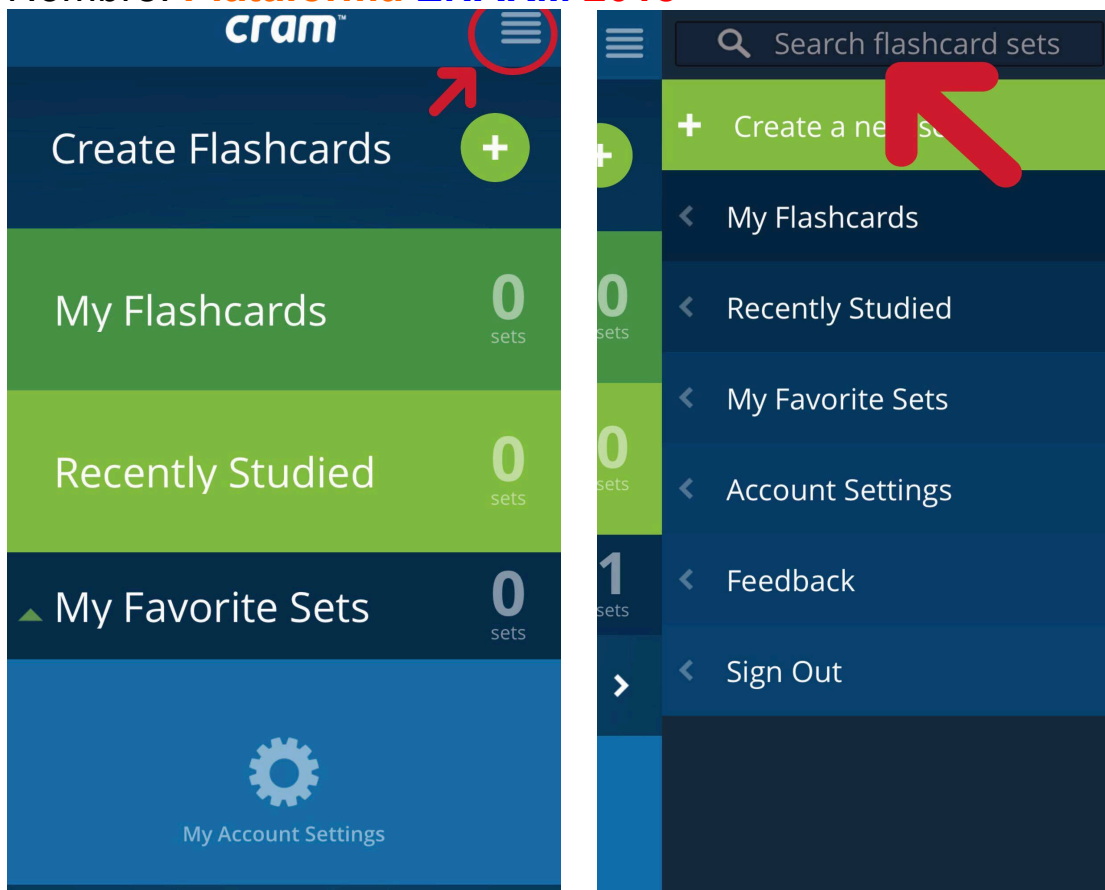 cram™
Create Flashcards
+
My Flashcards
0
sets
Recently Studied
0
sets
My Favorite Sets
0
sets
My Account Settings
Search flashcard sets
+ Create a new
+
0
sets
0
sets
1
sets
My Flashcards
Recently Studied
My Favorite Sets
Account Settings
Feedback
Sign Out